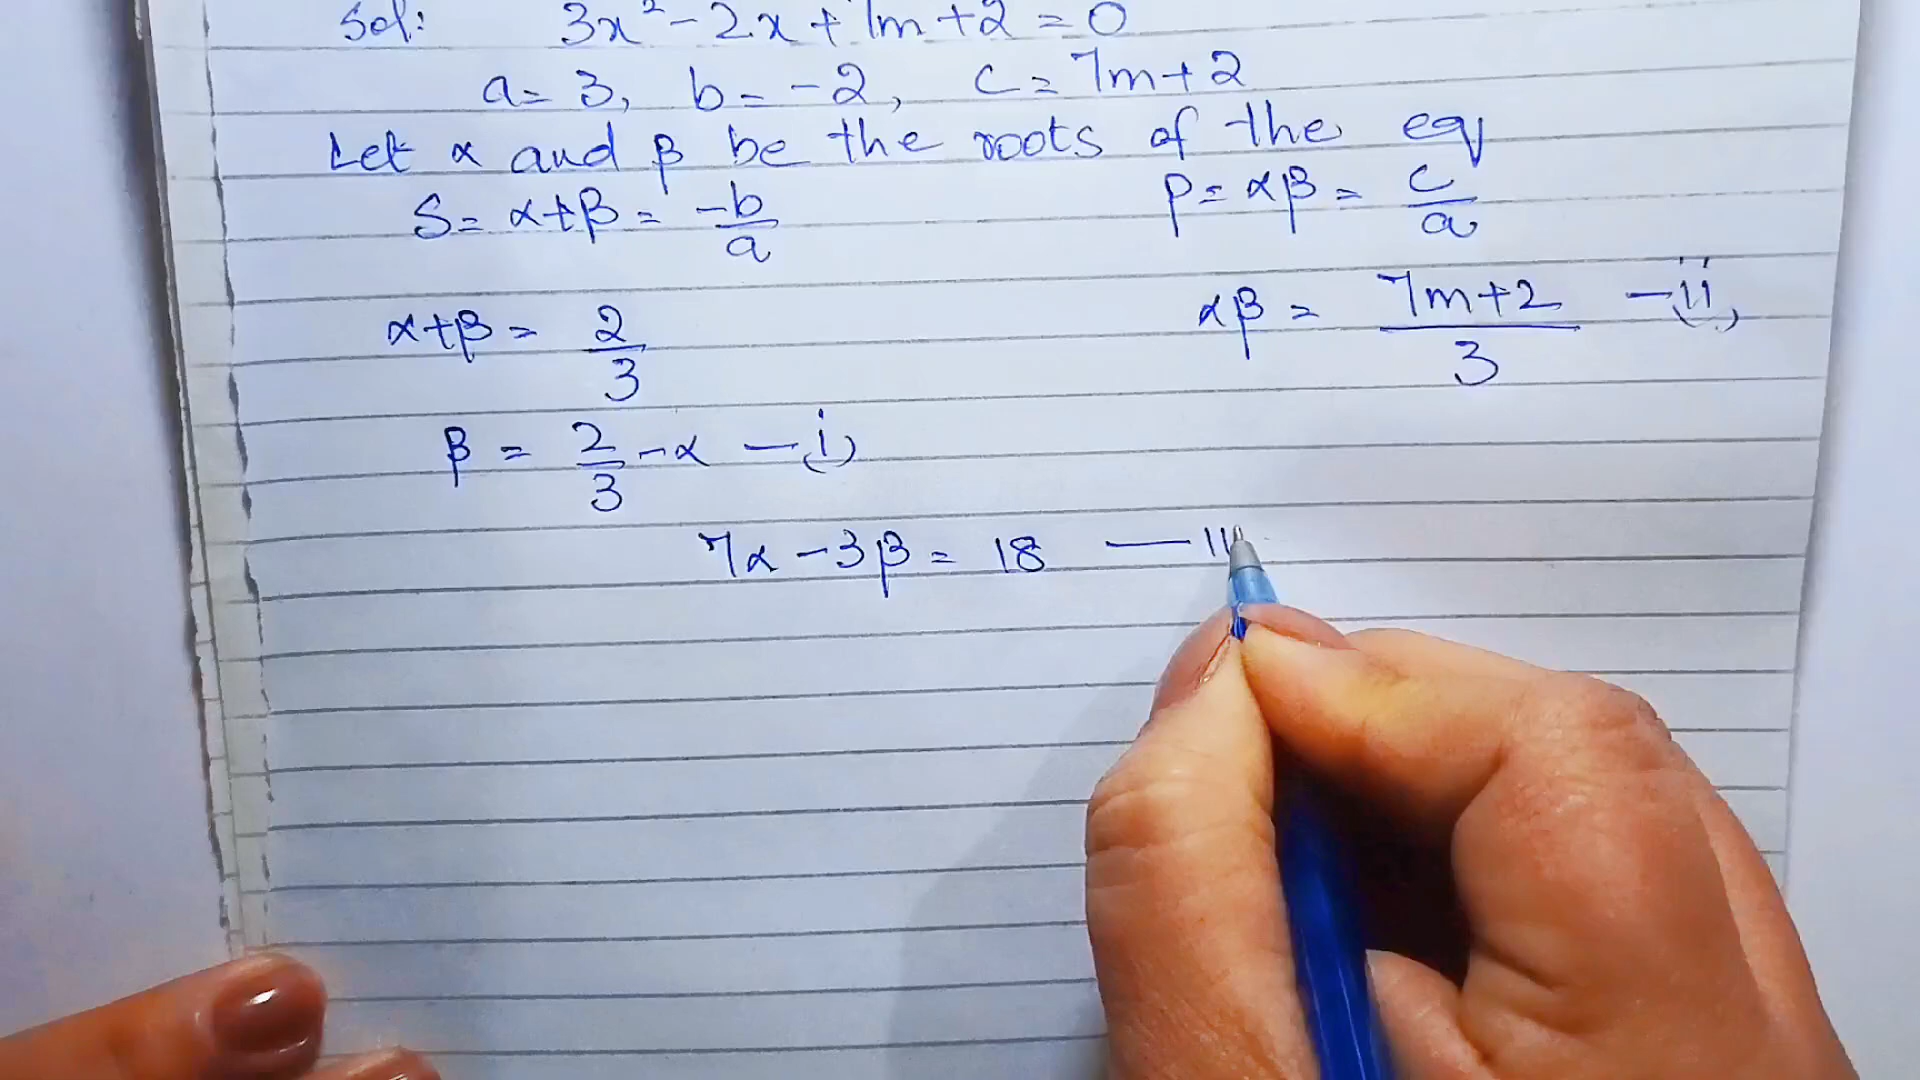 Sol: 3x² - 2x + 7m + 2 = 0
a = 3, b = -2, c = 7m + 2
Let α and β be the roots of the eq
S = α+β = -b/a P = αβ = c/a
α+β = 2/3 αβ = 7m+2/3 — ii)
β = 2/3 - α — i)
7α - 3β = 18 — 11